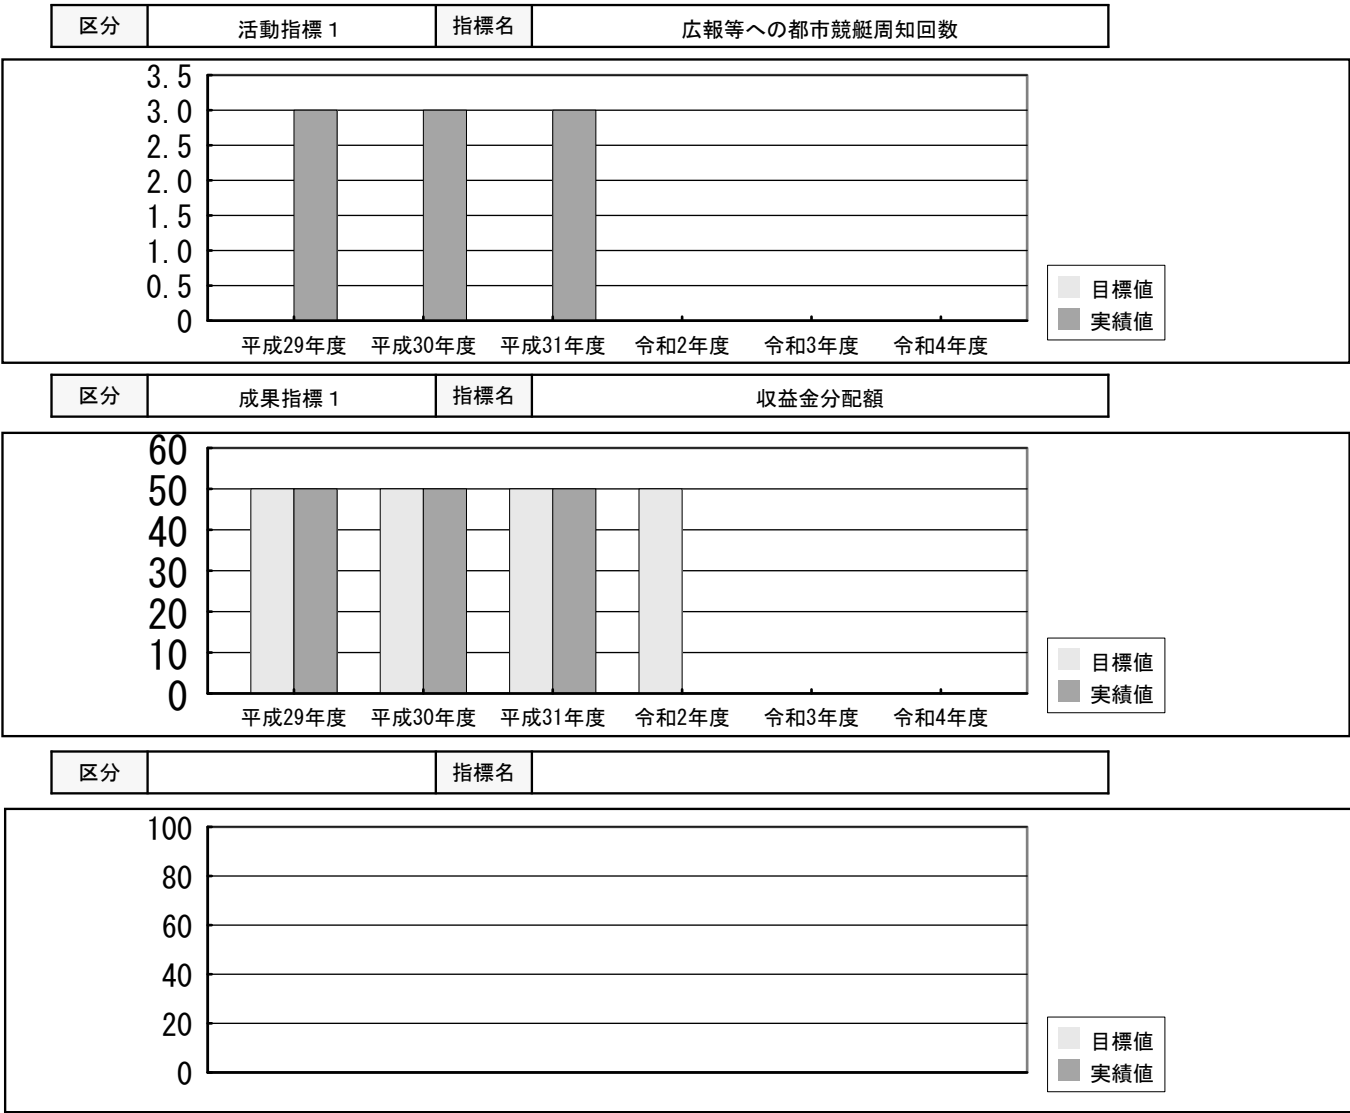 区分 活動指標１ 指標名 広報等への都市競艇周知回数
3.5
3.0
2.5
2.0
1.5
1.0
0.5
0
平成29年度 平成30年度 平成31年度 令和2年度 令和3年度 令和4年度
目標値
実績値
区分 成果指標１ 指標名 収益金分配額
60
50
40
30
20
10
0
平成29年度 平成30年度 平成31年度 令和2年度 令和3年度 令和4年度
目標値
実績値
区分 指標名
100
80
60
40
20
0
目標値
実績値